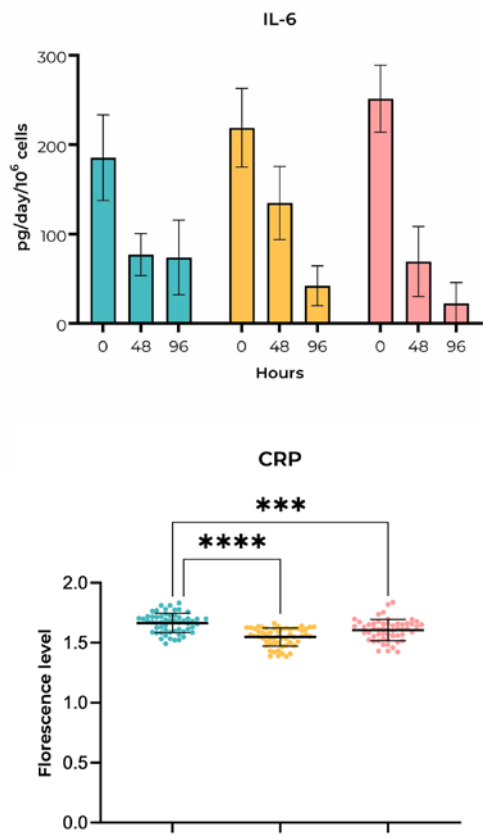 IL-6
pg/day/10⁶ cells
300
200
100
0
0 48 96 0 48 96 0 48 96
Hours
CRP
***
****
Florescence level
2.0
1.5
1.0
0.5
0.0